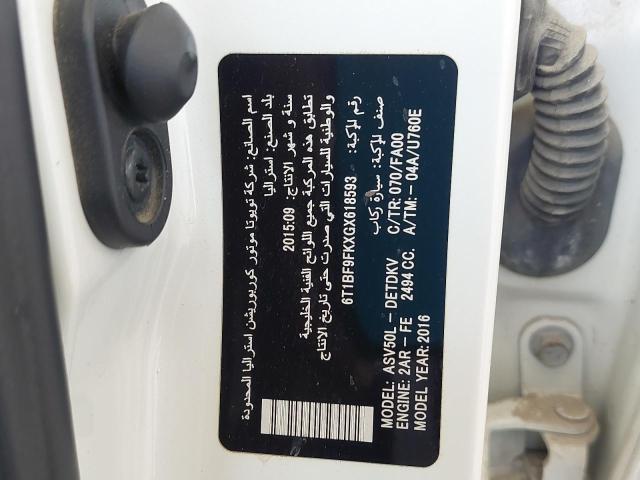 اسم الصانع: شركة تويوتا موتور كوربوريشن استراليا المحدودة
بلد الصنع: استراليا
سنة و شهر الانتاج: 2015:09
تطابق هذه المركبة جميع اللوائح الفنية الخليجية
والوطنية للسيارات التي صدرت حتى تاريخ الانتاج
رقم المركبة: 6T1BF9FKXGX618593
صنف المركبة: سيارة ركاب
MODEL: ASV50L – DETDKV C/TR: 070/FA00
ENGINE: 2AR – FE 2494 CC. A/TM: – 04A/U760E
MODEL YEAR: 2016